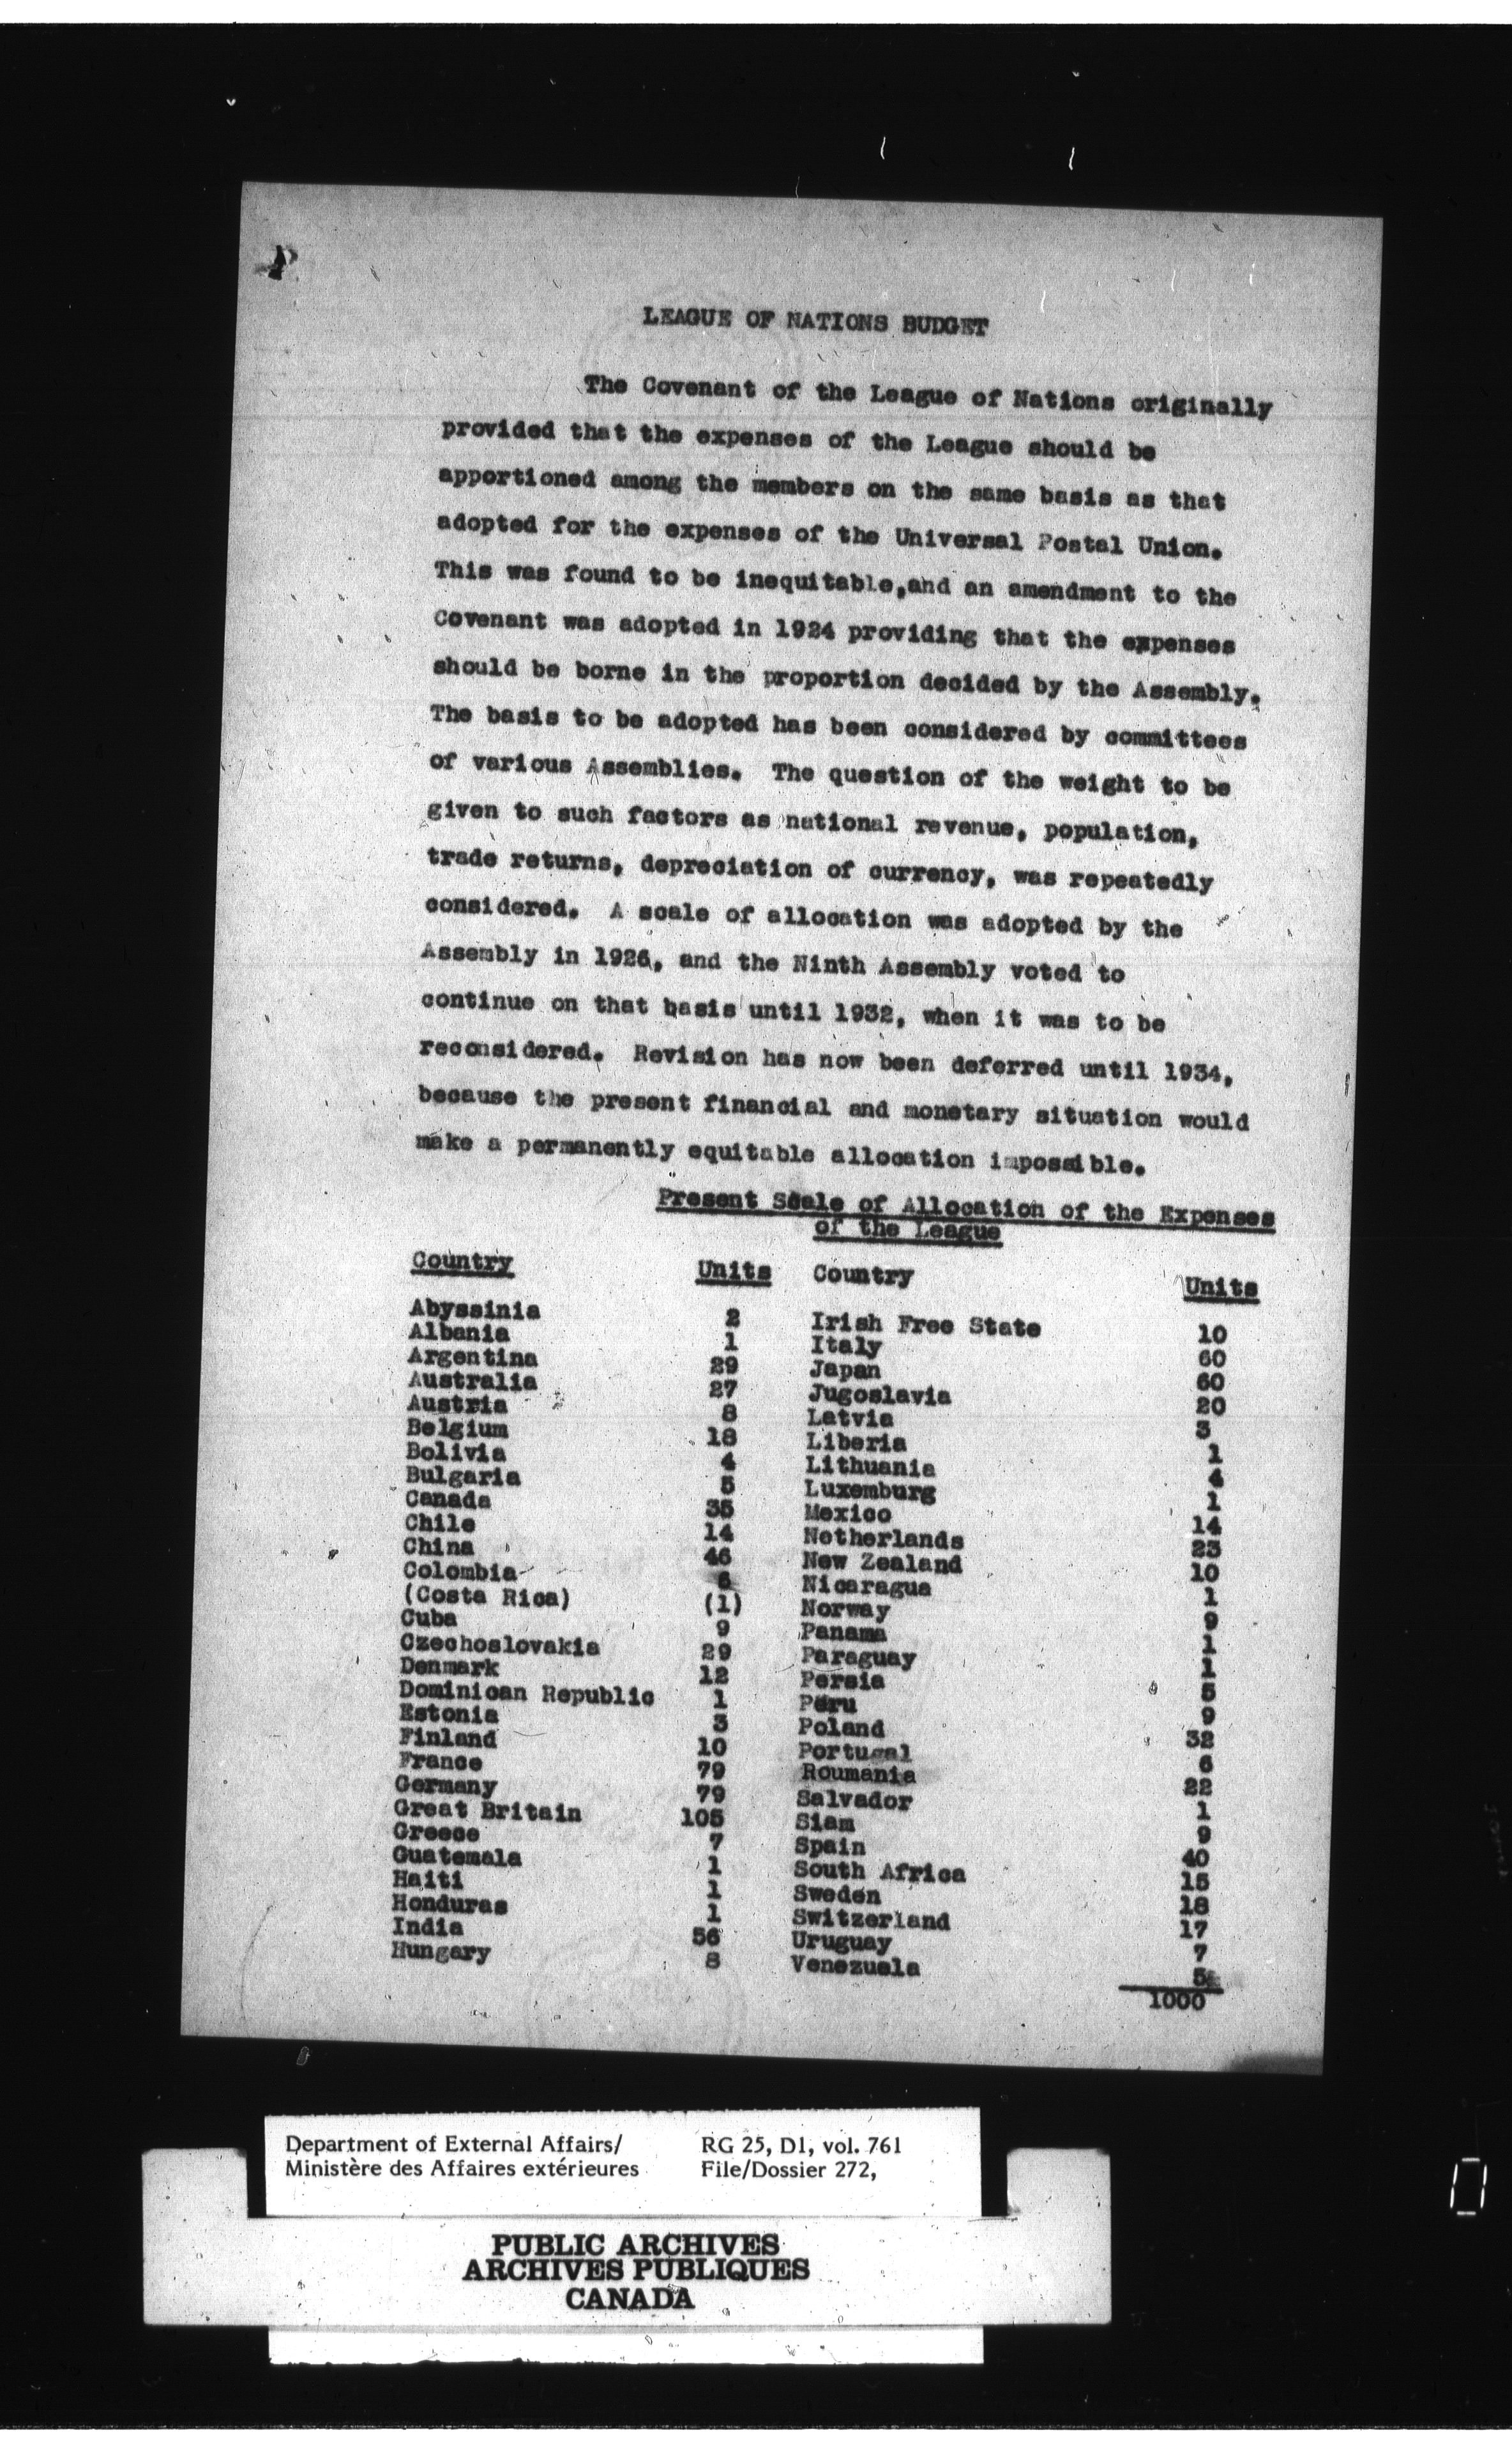 LEAGUE OF NATIONS BUDGET
The Covenant of the League of Nations originally
provided that the expenses of the League should be
apportioned among the members on the same basis as that
adopted for the expenses of the Universal Postal Union.
This was found to be inequitable,and an amendment to the
Covenant was adopted in 1924 providing that the expenses
should be borne in the proportion decided by the Assembly.
The basis to be adopted has been considered by committees
of various Assemblies. The question of the weight to be
given to such factors as national revenue, population,
trade returns, depreciation of currency, was repeatedly
considered. A scale of allocation was adopted by the
Assembly in 1926, and the Ninth Assembly voted to
continue on that basis until 1932, when it was to be
reconsidered. Revision has now been deferred until 1934,
because the present financial and monetary situation would
make a permanently equitable allocation impossible.
Present Scale of Allocation of the Expenses
of the League
Country Units Country Units
Abyssinia 2 Irish Free State 10
Albania 1 Italy 60
Argentina 29 Japan 60
Australia 27 Jugoslavia 20
Austria 8 Latvia 3
Belgium 18 Liberia 1
Bolivia 4 Lithuania 4
Bulgaria 5 Luxemburg 1
Canada 35 Mexico 14
Chile 14 Netherlands 23
China 46 New Zealand 10
Colombia 6 Nicaragua 1
(Costa Rica) (1) Norway 9
Cuba 9 Panama 1
Czechoslovakia 29 Paraguay 1
Denmark 12 Persia 5
Dominican Republic 1 Peru 9
Estonia 3 Poland 32
Finland 10 Portugal 6
France 79 Roumania 22
Germany 79 Salvador 1
Great Britain 105 Siam 9
Greece 7 Spain 40
Guatemala 1 South Africa 15
Haiti 1 Sweden 18
Honduras 1 Switzerland 17
India 56 Uruguay 7
Hungary 8 Venezuela 5
1000
Department of External Affairs/ RG 25, D1, vol. 761
Ministère des Affaires extérieures File/Dossier 272,
PUBLIC ARCHIVES
ARCHIVES PUBLIQUES
CANADA